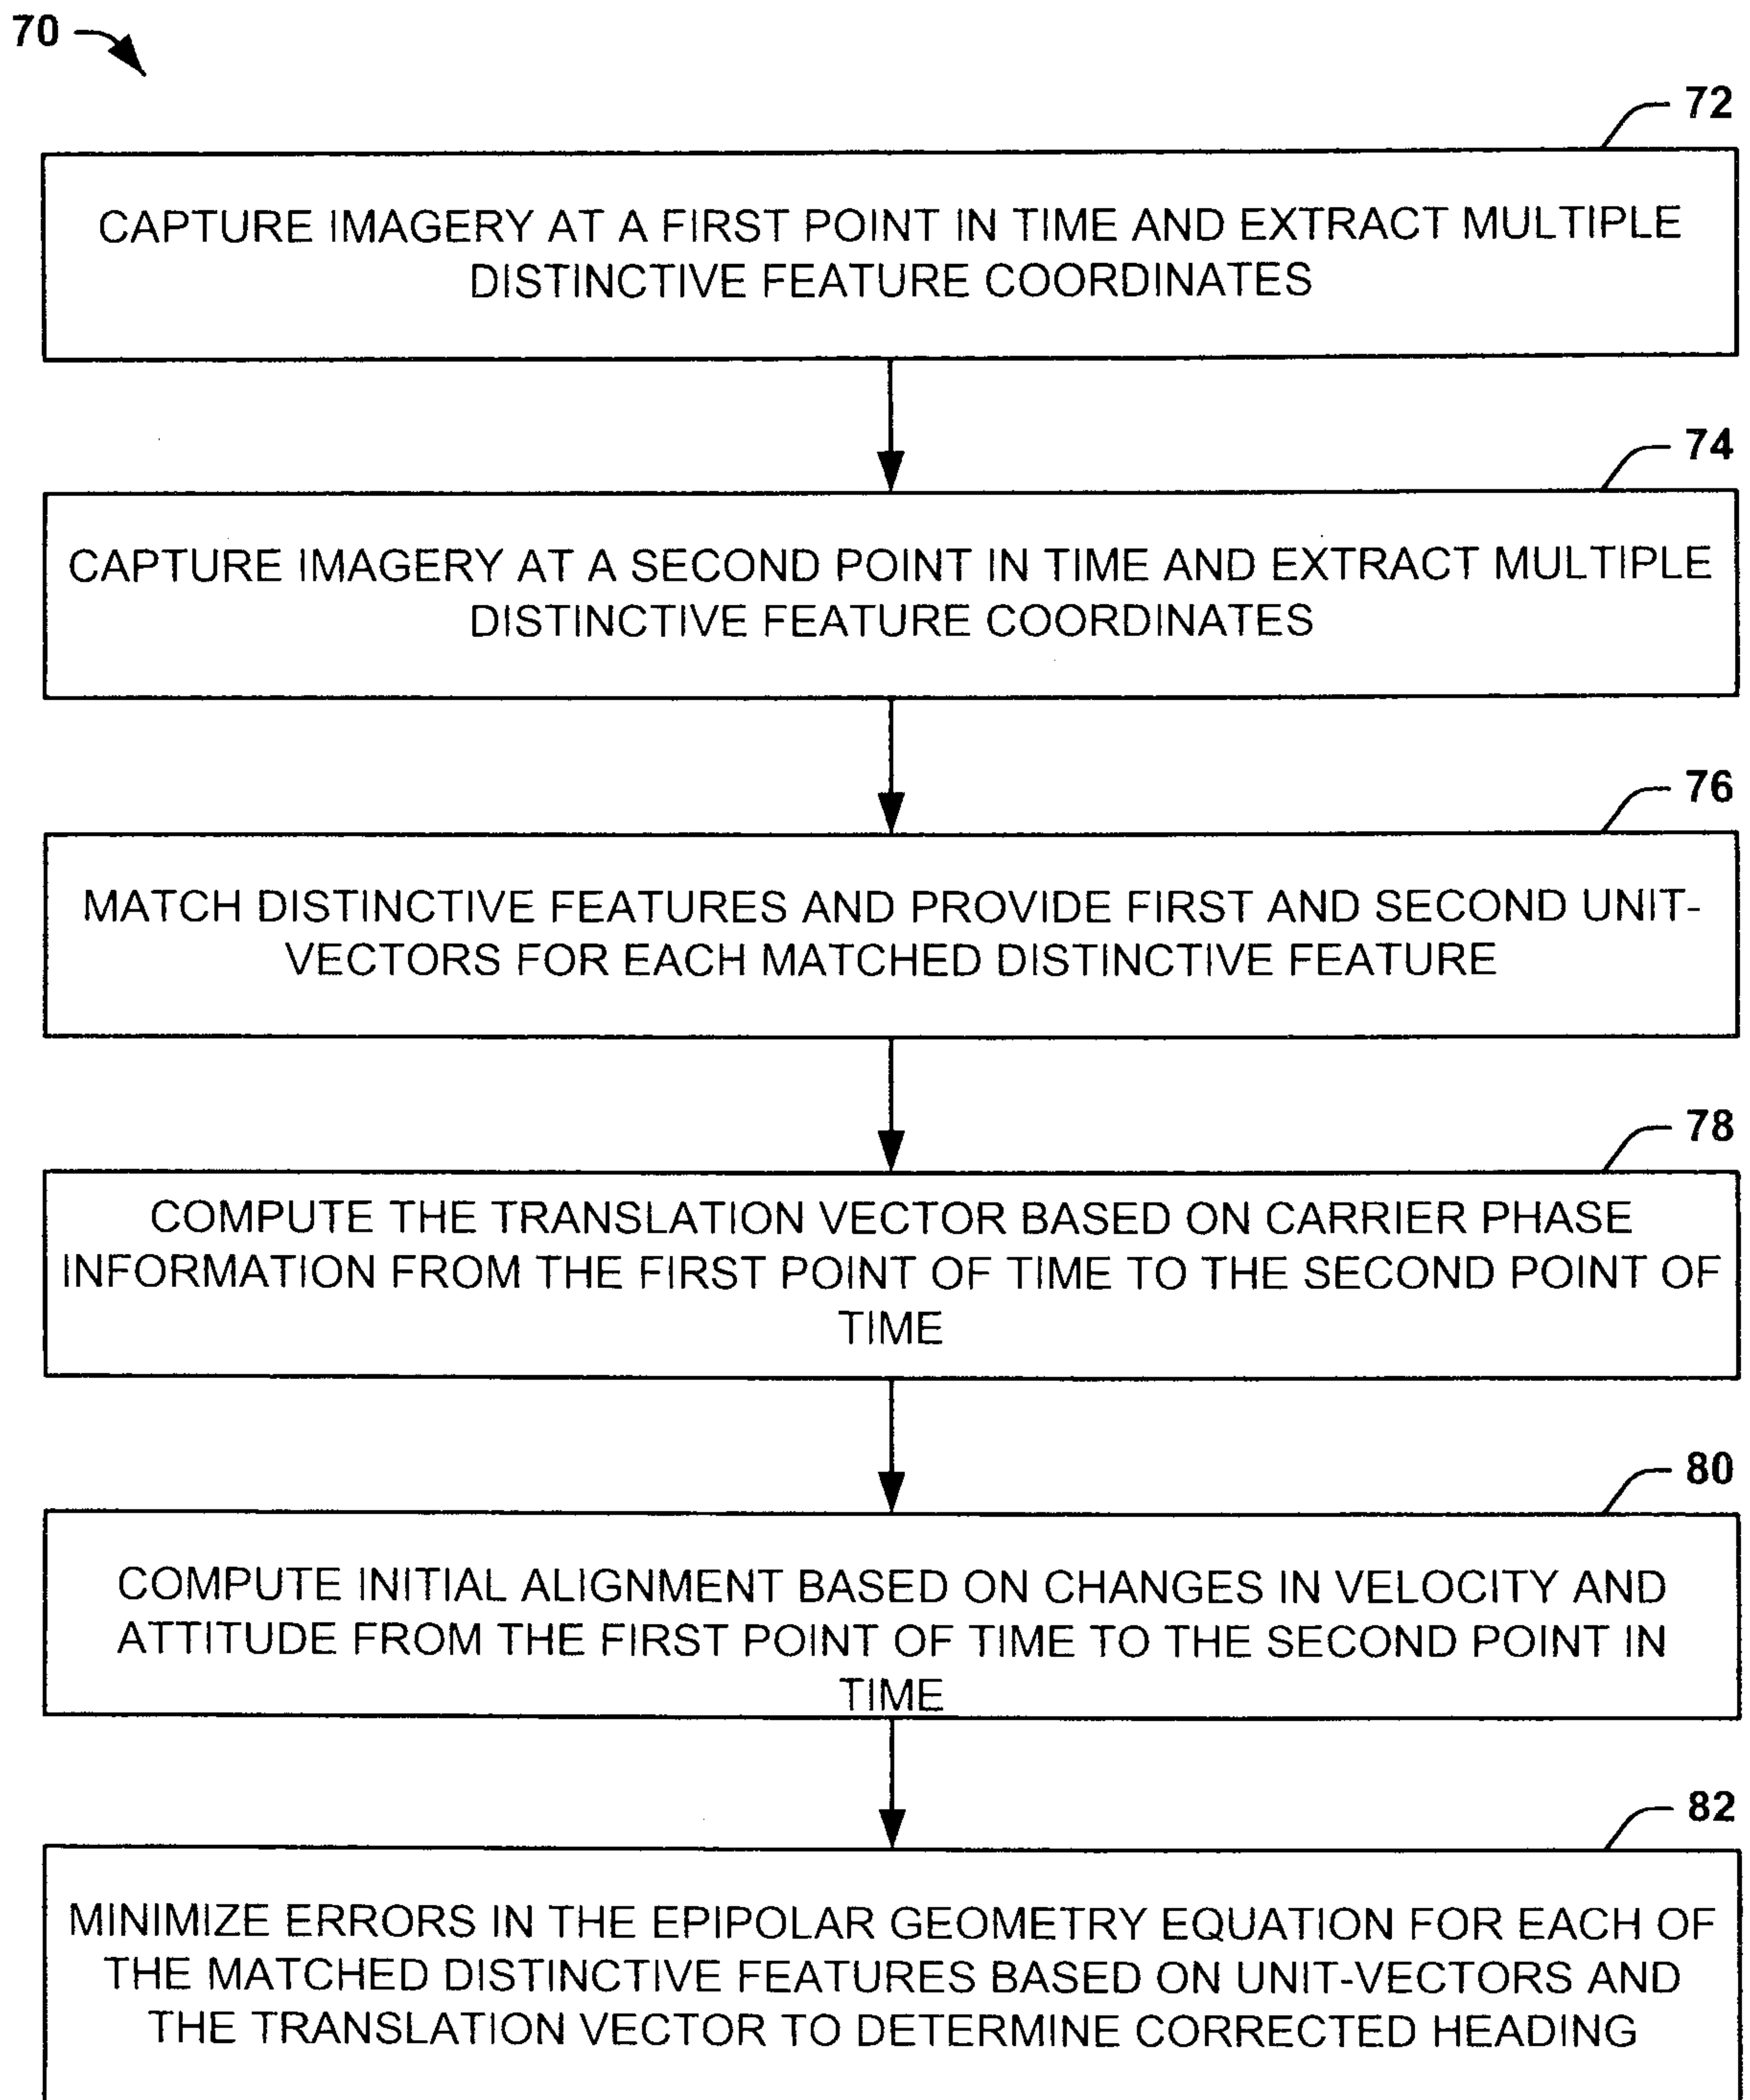 70
72
CAPTURE IMAGERY AT A FIRST POINT IN TIME AND EXTRACT MULTIPLE
DISTINCTIVE FEATURE COORDINATES
74
CAPTURE IMAGERY AT A SECOND POINT IN TIME AND EXTRACT MULTIPLE
DISTINCTIVE FEATURE COORDINATES
76
MATCH DISTINCTIVE FEATURES AND PROVIDE FIRST AND SECOND UNIT-
VECTORS FOR EACH MATCHED DISTINCTIVE FEATURE
78
COMPUTE THE TRANSLATION VECTOR BASED ON CARRIER PHASE
INFORMATION FROM THE FIRST POINT OF TIME TO THE SECOND POINT OF
TIME
80
COMPUTE INITIAL ALIGNMENT BASED ON CHANGES IN VELOCITY AND
ATTITUDE FROM THE FIRST POINT OF TIME TO THE SECOND POINT IN
TIME
82
MINIMIZE ERRORS IN THE EPIPOLAR GEOMETRY EQUATION FOR EACH OF
THE MATCHED DISTINCTIVE FEATURES BASED ON UNIT-VECTORS AND
THE TRANSLATION VECTOR TO DETERMINE CORRECTED HEADING